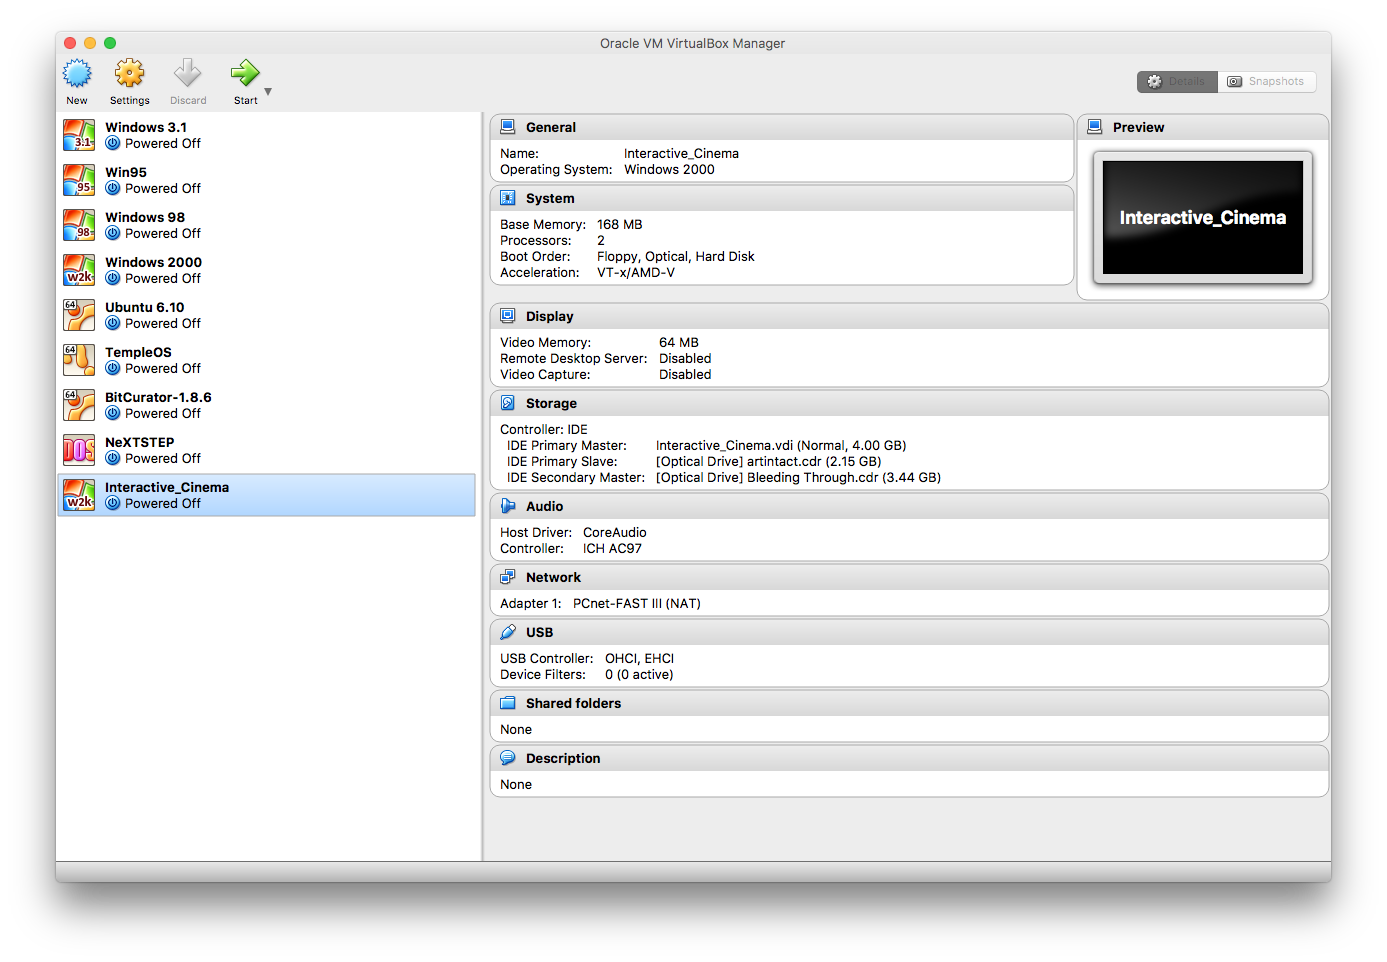 Oracle VM VirtualBox Manager
New Settings Discard Start
Details Snapshots
3.1 Windows 3.1
Powered Off
95 Win95
Powered Off
98 Windows 98
Powered Off
w2k Windows 2000
Powered Off
64 Ubuntu 6.10
Powered Off
64 TempleOS
Powered Off
64 BitCurator-1.8.6
Powered Off
DOS NeXTSTEP
Powered Off
w2k Interactive_Cinema
Powered Off
General
Name: Interactive_Cinema
Operating System: Windows 2000
System
Base Memory: 168 MB
Processors: 2
Boot Order: Floppy, Optical, Hard Disk
Acceleration: VT-x/AMD-V
Preview
Interactive_Cinema
Display
Video Memory: 64 MB
Remote Desktop Server: Disabled
Video Capture: Disabled
Storage
Controller: IDE
IDE Primary Master: Interactive_Cinema.vdi (Normal, 4.00 GB)
IDE Primary Slave: [Optical Drive] artintact.cdr (2.15 GB)
IDE Secondary Master: [Optical Drive] Bleeding Through.cdr (3.44 GB)
Audio
Host Driver: CoreAudio
Controller: ICH AC97
Network
Adapter 1: PCnet-FAST III (NAT)
USB
USB Controller: OHCI, EHCI
Device Filters: 0 (0 active)
Shared folders
None
Description
None